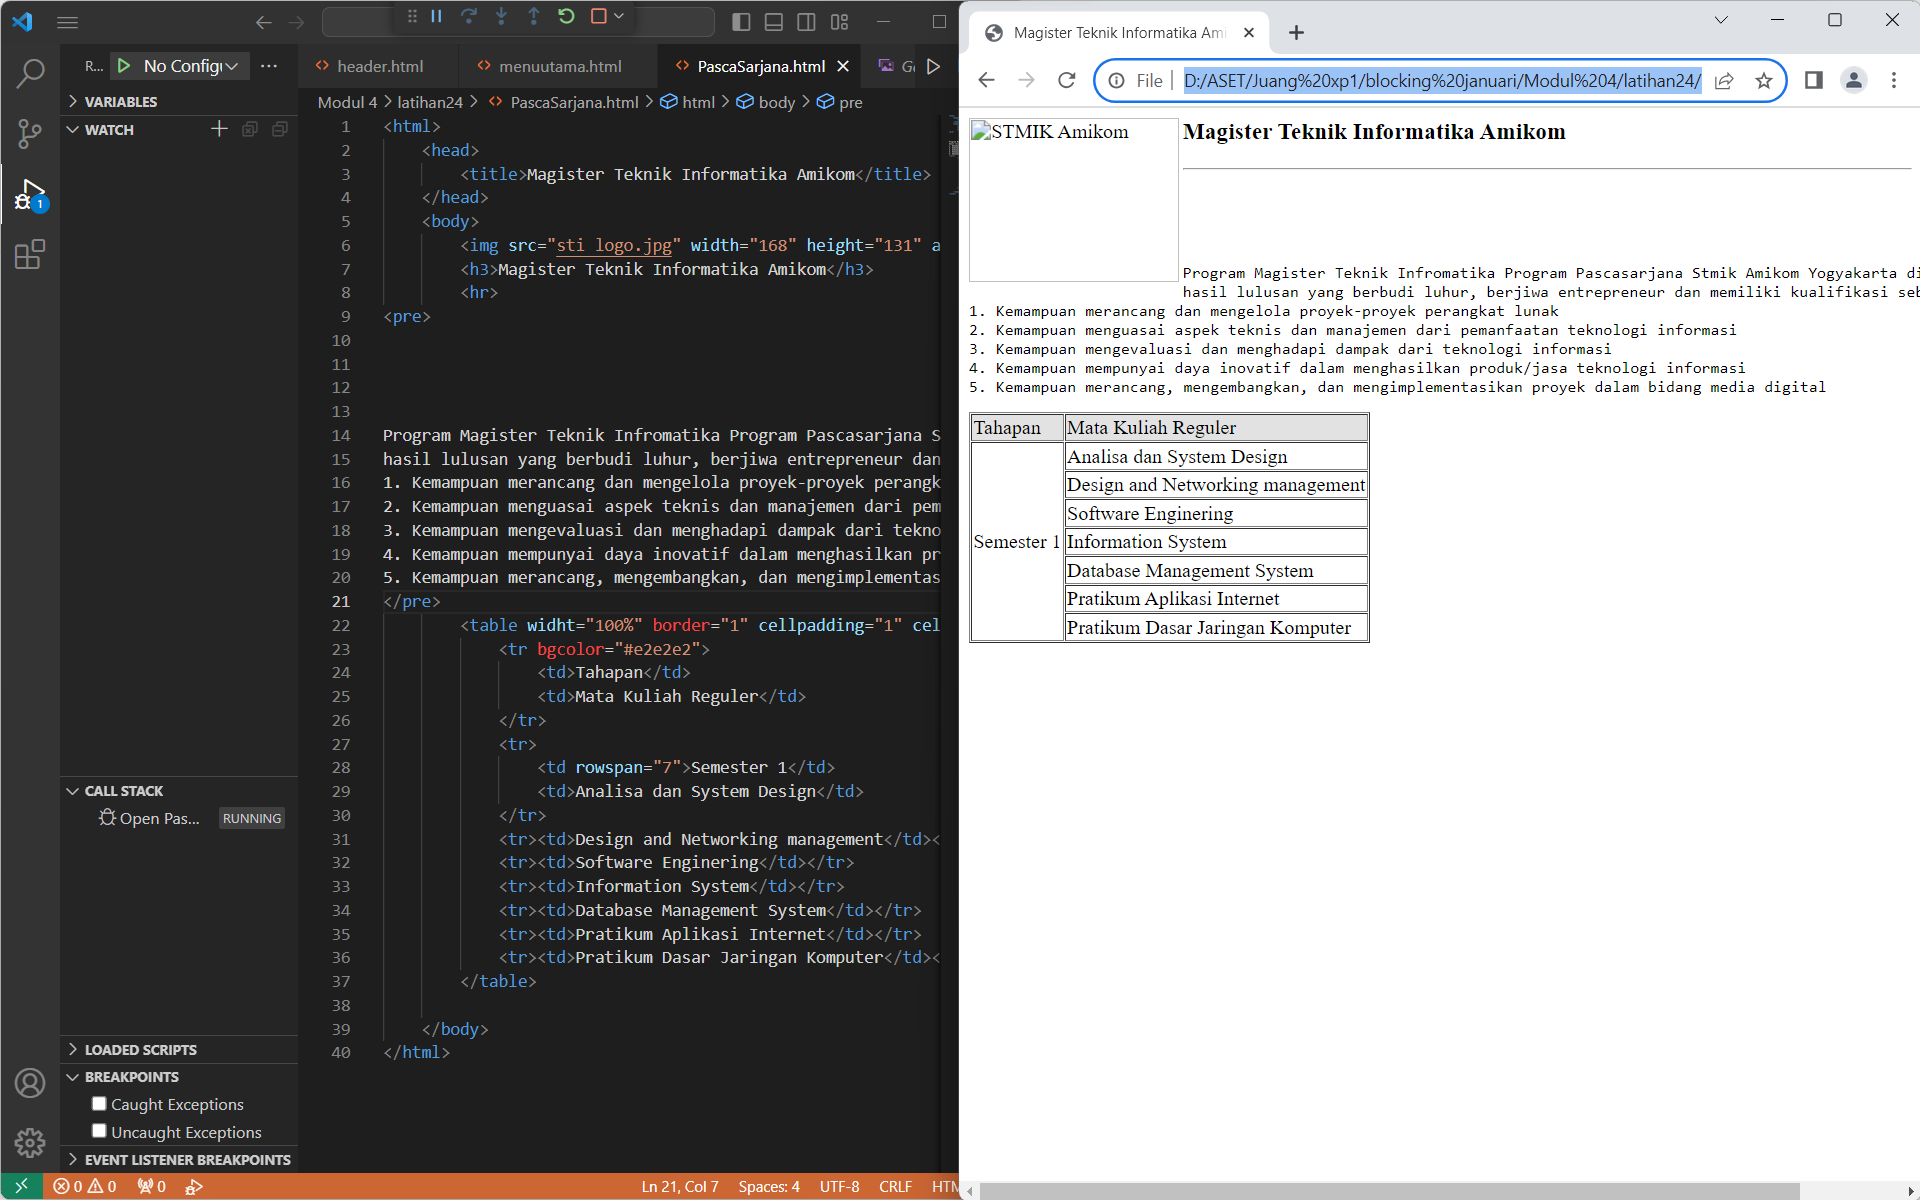 R... No Config
VARIABLES
WATCH
CALL STACK
Open Pas... RUNNING
LOADED SCRIPTS
BREAKPOINTS
Caught Exceptions
Uncaught Exceptions
EVENT LISTENER BREAKPOINTS
header.html menuutama.html PascaSarjana.html
Modul 4 > latihan24 > PascaSarjana.html > html > body > pre
1 <html>
2 <head>
3 <title>Magister Teknik Informatika Amikom</title>
4 </head>
5 <body>
6 <img src="sti logo.jpg" width="168" height="131" a
7 <h3>Magister Teknik Informatika Amikom</h3>
8 <hr>
9 <pre>
10
11
12
13
14 Program Magister Teknik Infromatika Program Pascasarjana S
15 hasil lulusan yang berbudi luhur, berjiwa entrepreneur dan
16 1. Kemampuan merancang dan mengelola proyek-proyek perangk
17 2. Kemampuan menguasai aspek teknis dan manajemen dari pem
18 3. Kemampuan mengevaluasi dan menghadapi dampak dari tekno
19 4. Kemampuan mempunyai daya inovatif dalam menghasilkan pr
20 5. Kemampuan merancang, mengembangkan, dan mengimplementas
21 </pre>
22 <table widht="100%" border="1" cellpadding="1" cel
23 <tr bgcolor="#e2e2e2">
24 <td>Tahapan</td>
25 <td>Mata Kuliah Reguler</td>
26 </tr>
27 <tr>
28 <td rowspan="7">Semester 1</td>
29 <td>Analisa dan System Design</td>
30 </tr>
31 <tr><td>Design and Networking management</td><
32 <tr><td>Software Enginering</td></tr>
33 <tr><td>Information System</td></tr>
34 <tr><td>Database Management System</td></tr>
35 <tr><td>Pratikum Aplikasi Internet</td></tr>
36 <tr><td>Pratikum Dasar Jaringan Komputer</td><
37 </table>
38
39 </body>
40 </html>
1
0 0 0 Ln 21, Col 7 Spaces: 4 UTF-8 CRLF HTM
Magister Teknik Informatika Ami
File D:/ASET/Juang%20xp1/blocking%20januari/Modul%204/latihan24/
STMIK Amikom
Magister Teknik Informatika Amikom
Program Magister Teknik Infromatika Program Pascasarjana Stmik Amikom Yogyakarta di
hasil lulusan yang berbudi luhur, berjiwa entrepreneur dan memiliki kualifikasi seb
1. Kemampuan merancang dan mengelola proyek-proyek perangkat lunak
2. Kemampuan menguasai aspek teknis dan manajemen dari pemanfaatan teknologi informasi
3. Kemampuan mengevaluasi dan menghadapi dampak dari teknologi informasi
4. Kemampuan mempunyai daya inovatif dalam menghasilkan produk/jasa teknologi informasi
5. Kemampuan merancang, mengembangkan, dan mengimplementasikan proyek dalam bidang media digital
Tahapan Mata Kuliah Reguler
Semester 1 Analisa dan System Design
Design and Networking management
Software Enginering
Information System
Database Management System
Pratikum Aplikasi Internet
Pratikum Dasar Jaringan Komputer